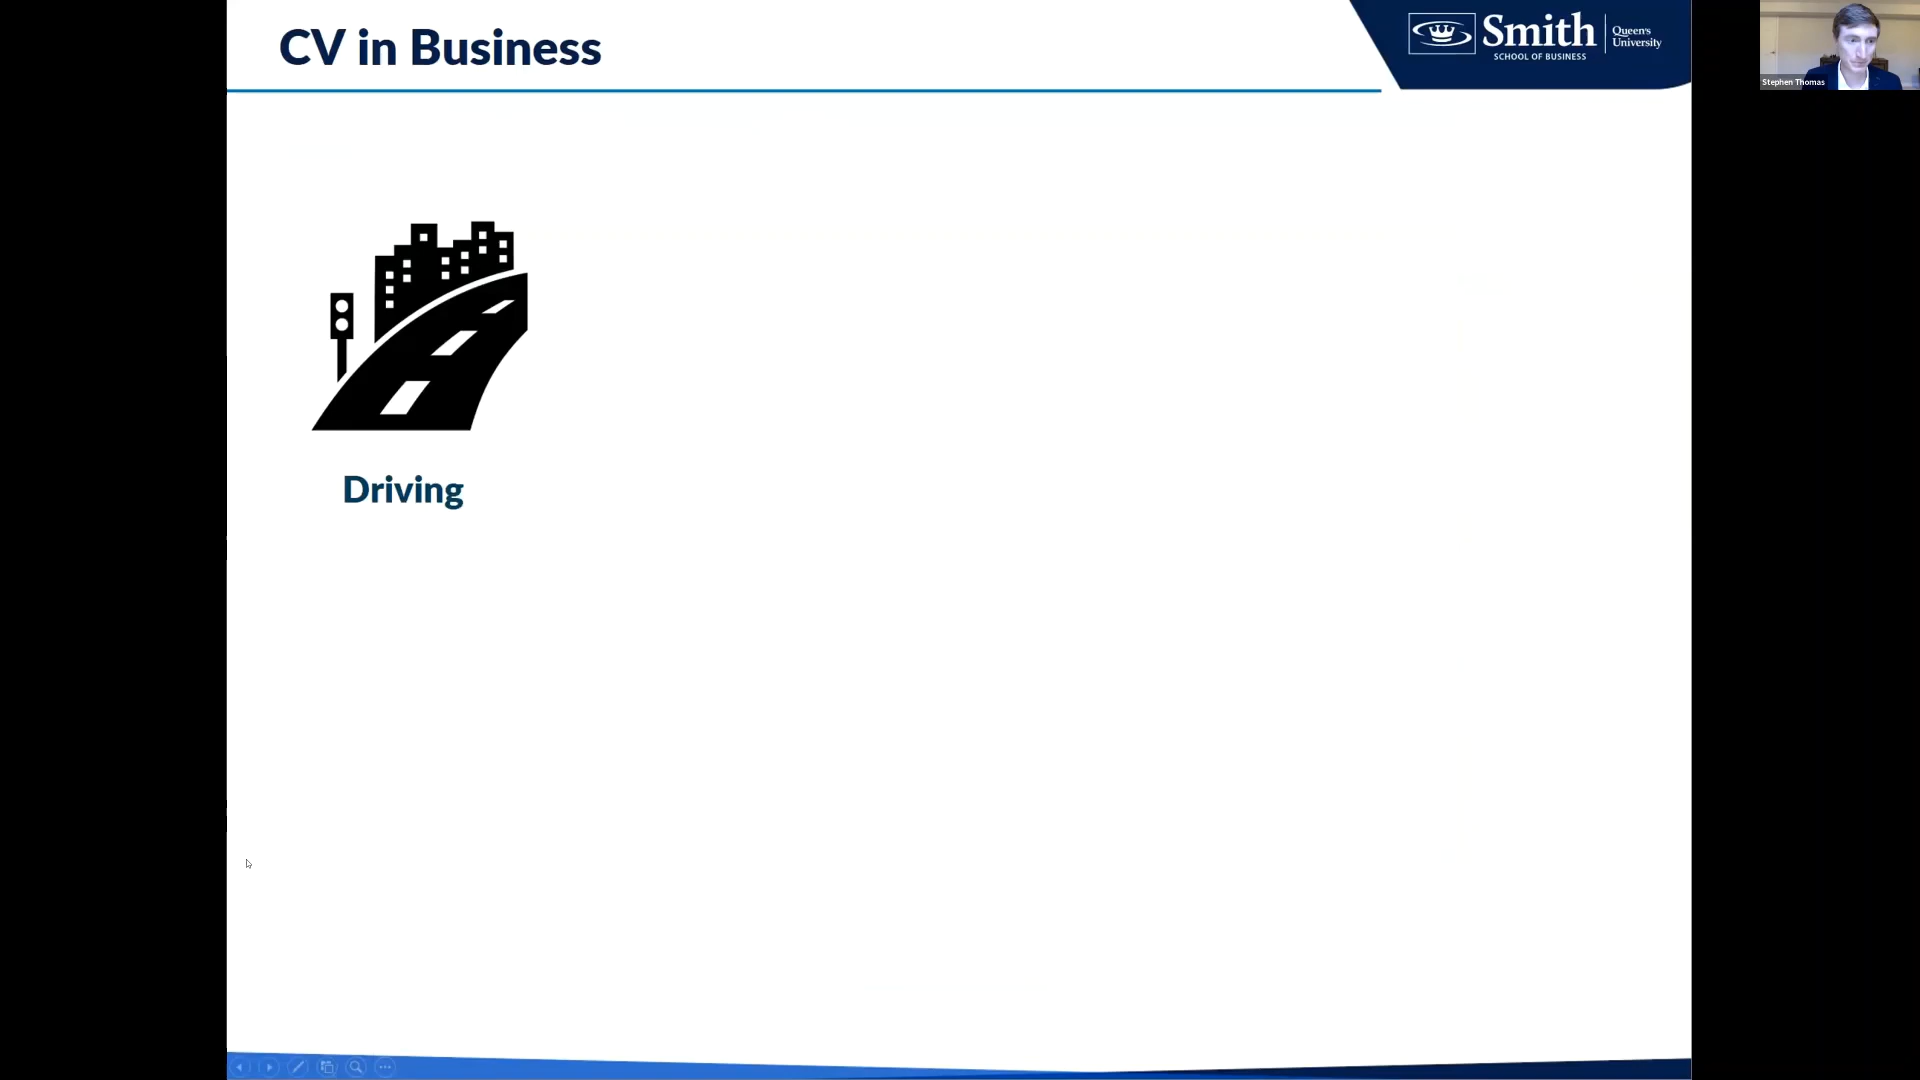 CV in Business
Smith
SCHOOL OF BUSINESS
Queen's
University
Stephen Thomas
Driving